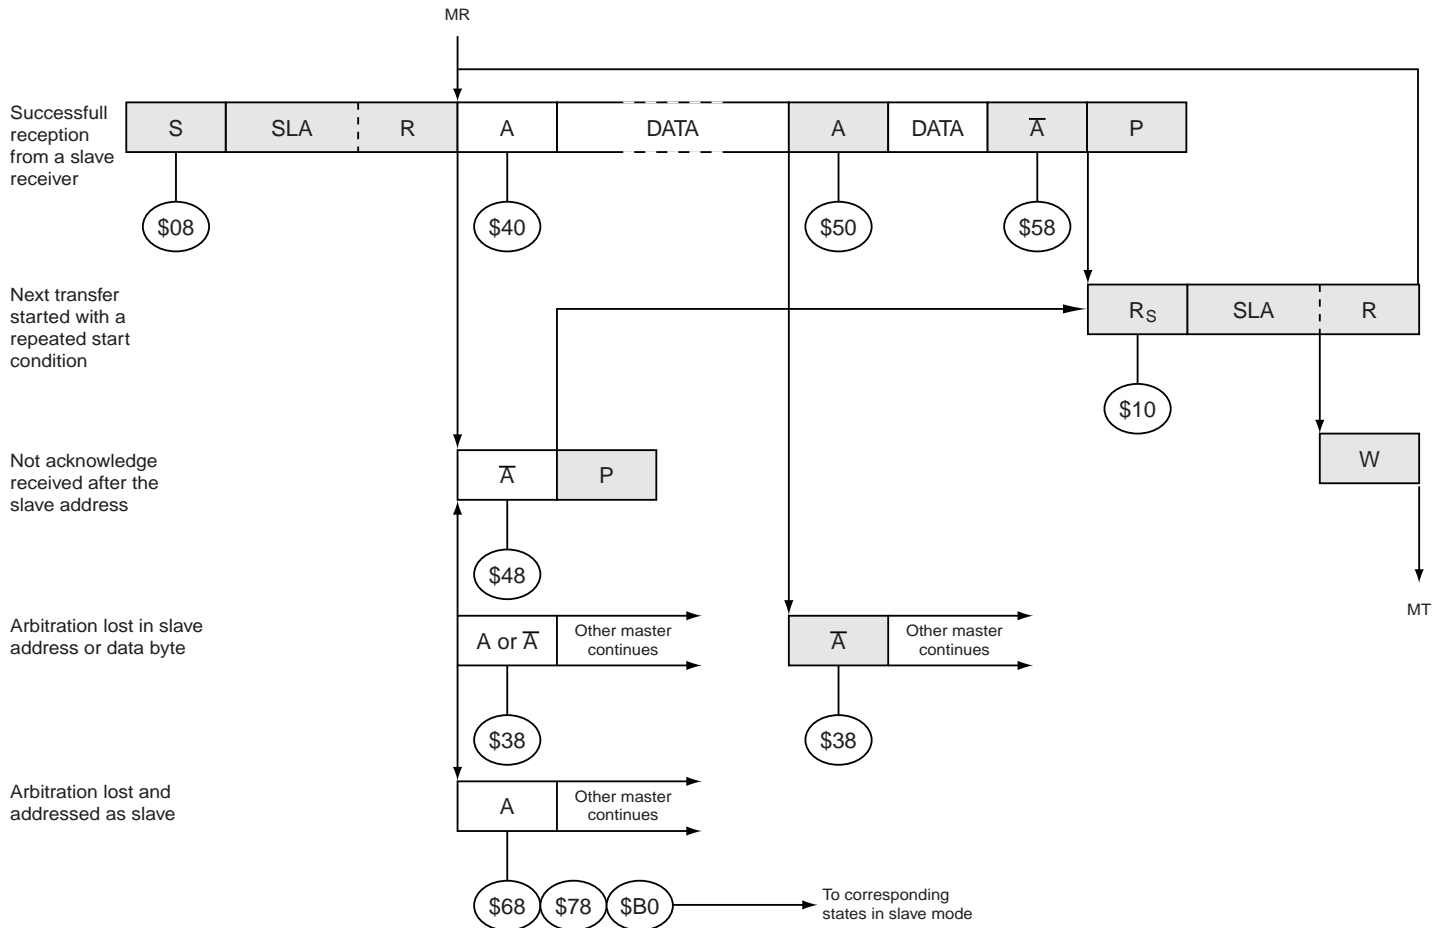 MR
Successfull
reception
from a slave
receiver
S SLA R A DATA A DATA A̅ P
$08 $40 $50 $58
Next transfer
started with a
repeated start
condition
RS SLA R
$10
Not acknowledge
received after the
slave address
A̅ P
W
$48
MT
Arbitration lost in slave
address or data byte
A or A̅
Other master
continues
A̅
Other master
continues
$38 $38
Arbitration lost and
addressed as slave
A
Other master
continues
$68 $78 $B0
To corresponding
states in slave mode